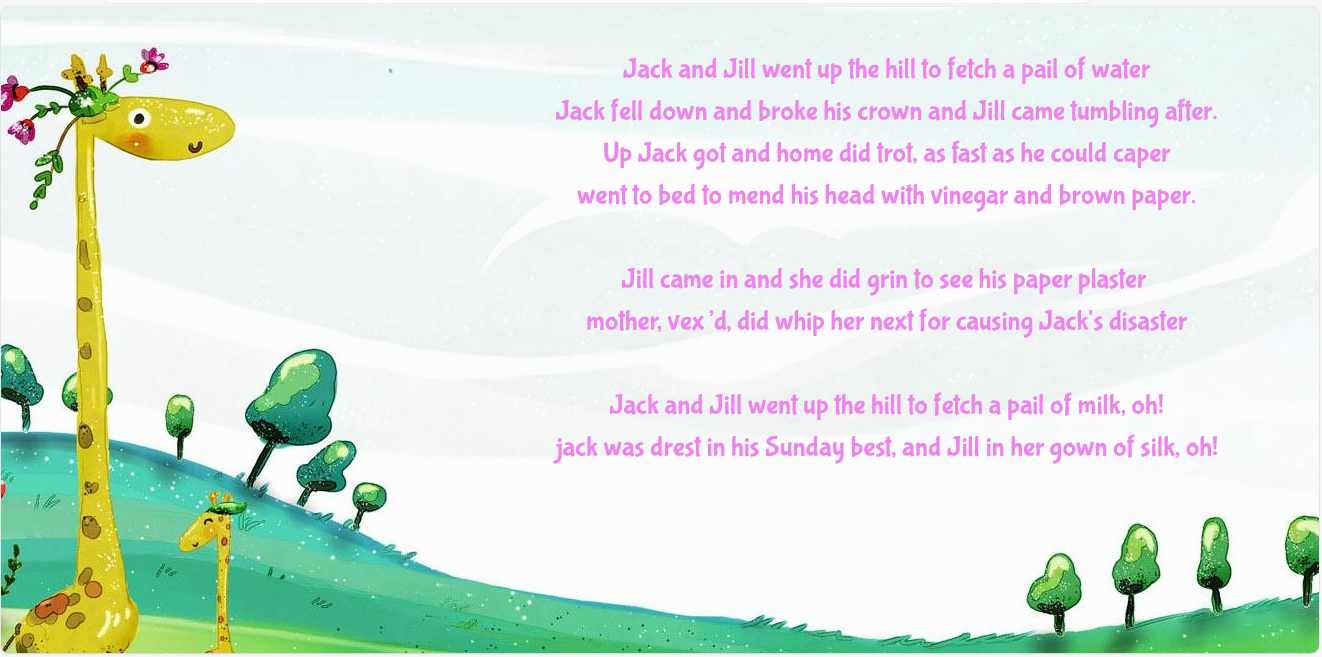 Jack and Jill went up the hill to fetch a pail of water
Jack fell down and broke his crown and Jill came tumbling after.
Up Jack got and home did trot, as fast as he could caper
went to bed to mend his head with vinegar and brown paper.
Jill came in and she did grin to see his paper plaster
mother, vex 'd, did whip her next for causing Jack's disaster
Jack and Jill went up the hill to fetch a pail of milk, oh!
jack was drest in his Sunday best, and Jill in her gown of silk, oh!